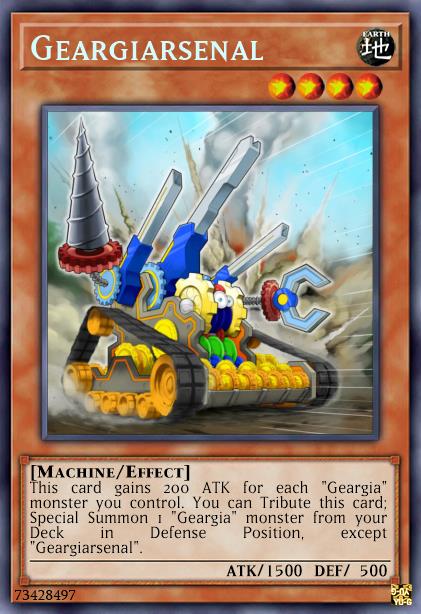 GEARGIARSENAL
EARTH
地
[MACHINE/EFFECT]
This card gains 200 ATK for each "Geargia"
monster you control. You can Tribute this card;
Special Summon 1 "Geargia" monster from your
Deck in Defense Position, except
"Geargiarsenal".
ATK/1500 DEF/ 500
73428497